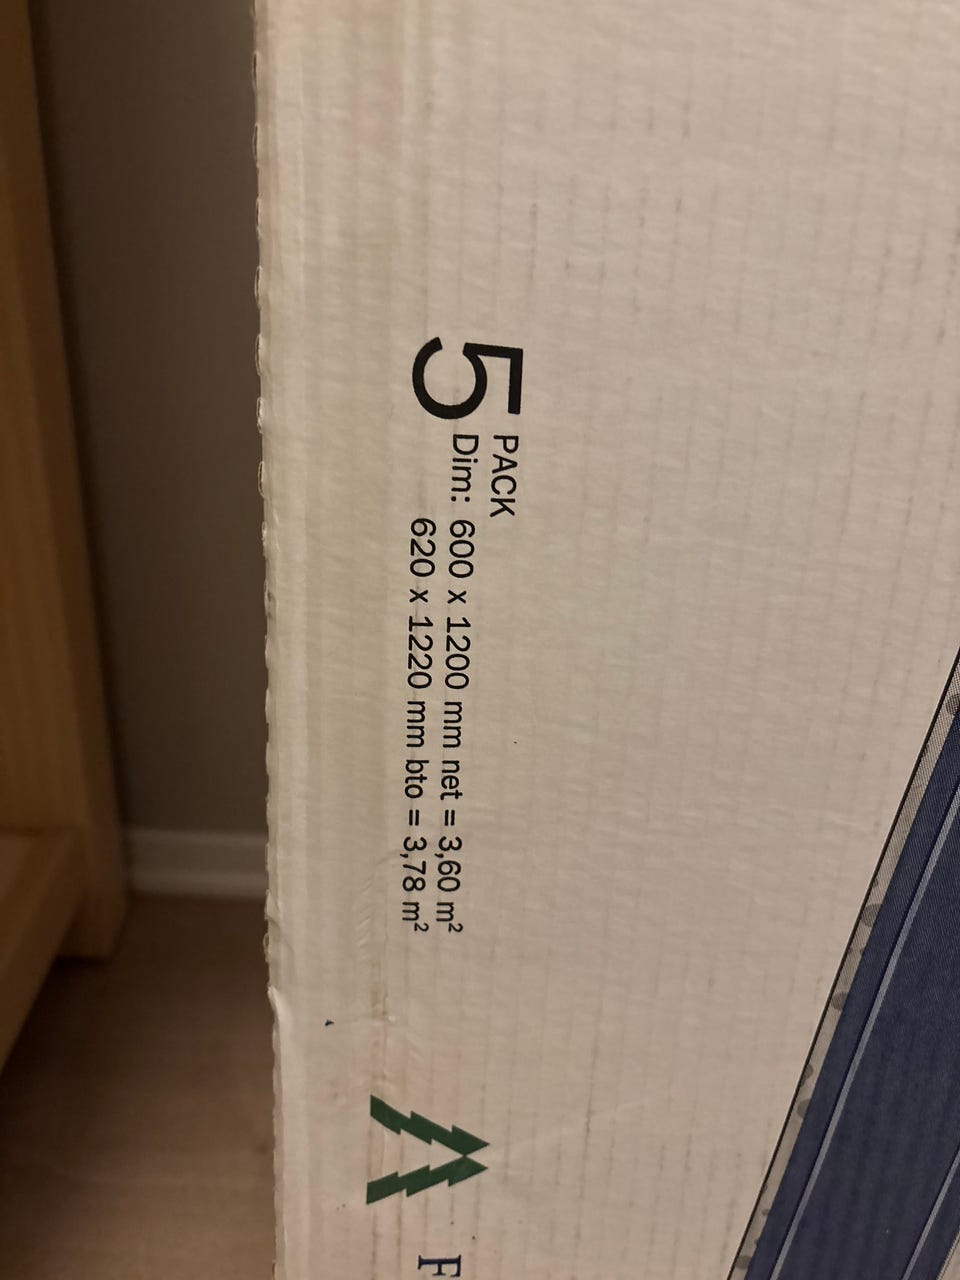 5 PACK
Dim: 600 x 1200 mm net = 3,60 m²
620 x 1220 mm bto = 3,78 m²
F